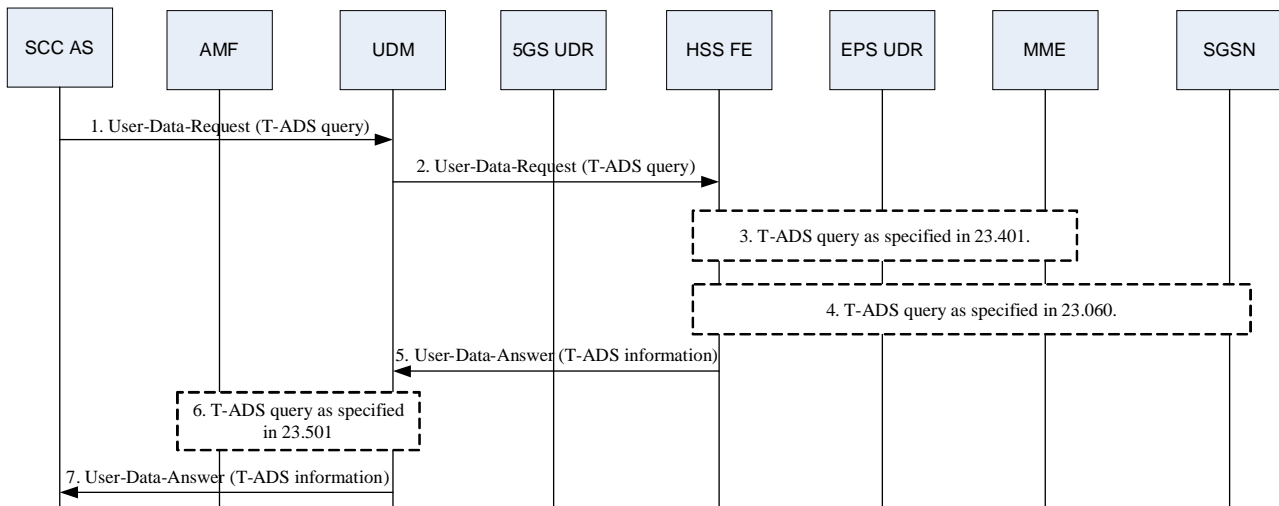 SCC AS
AMF
UDM
5GS UDR
HSS FE
EPS UDR
MME
SGSN
1. User-Data-Request (T-ADS query)
2. User-Data-Request (T-ADS query)
3. T-ADS query as specified in 23.401.
4. T-ADS query as specified in 23.060.
5. User-Data-Answer (T-ADS information)
6. T-ADS query as specified
in 23.501
7. User-Data-Answer (T-ADS information)